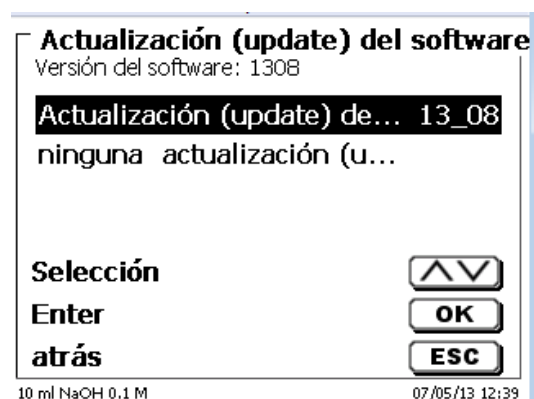 Actualización (update) del software
Versión del software: 1308
Actualización (update) de... 13_08
ninguna actualización (u...
Selección
Enter OK
atrás ESC
10 ml NaOH 0.1 M 07/05/13 12:39